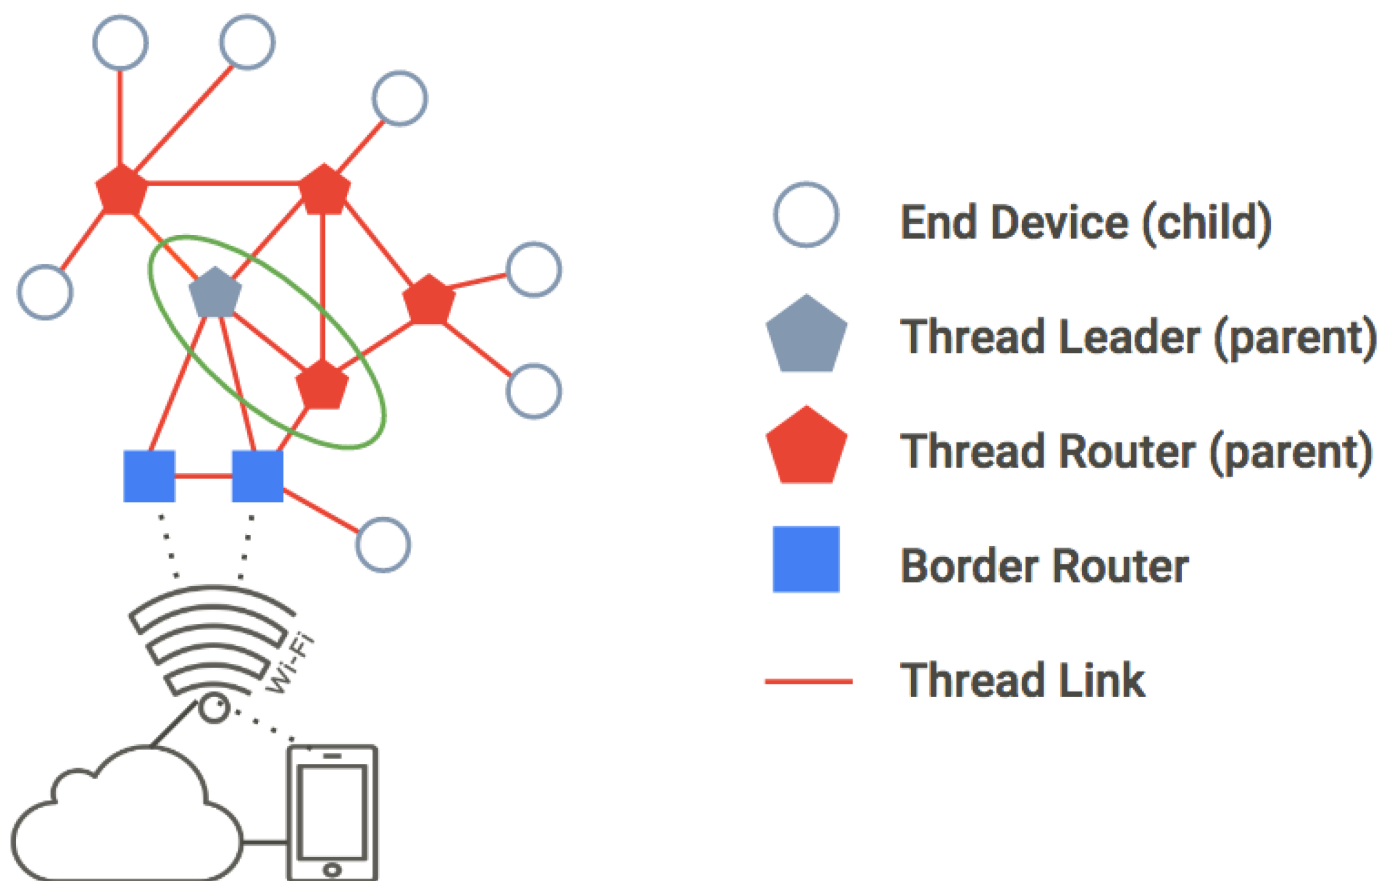 End Device (child)
Thread Leader (parent)
Thread Router (parent)
Border Router
Thread Link
Wi-Fi